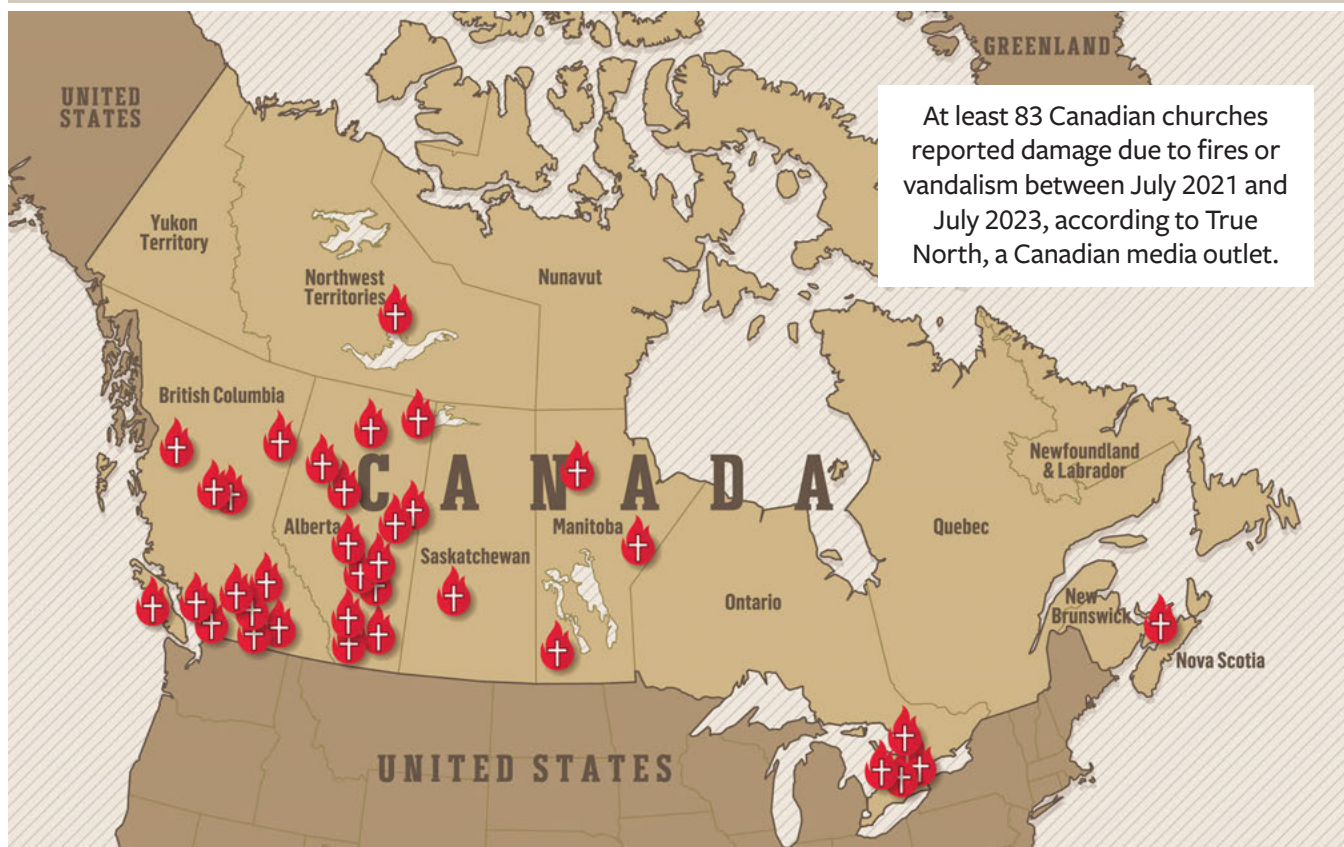 GREENLAND
UNITED
STATES
At least 83 Canadian churches
reported damage due to fires or
vandalism between July 2021 and
July 2023, according to True
North, a Canadian media outlet.
Yukon
Territory
Northwest
Territories
Nunavut
British Columbia
CANADA
Newfoundland
& Labrador
Alberta
Manitoba
Quebec
Saskatchewan
Ontario
New
Brunswick
Nova Scotia
UNITED STATES